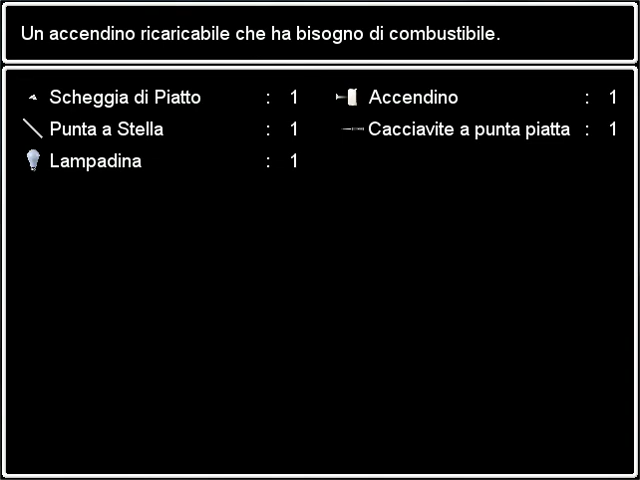 Un accendino ricaricabile che ha bisogno di combustibile.
Scheggia di Piatto : 1 Accendino : 1
Punta a Stella : 1 Cacciavite a punta piatta : 1
Lampadina : 1